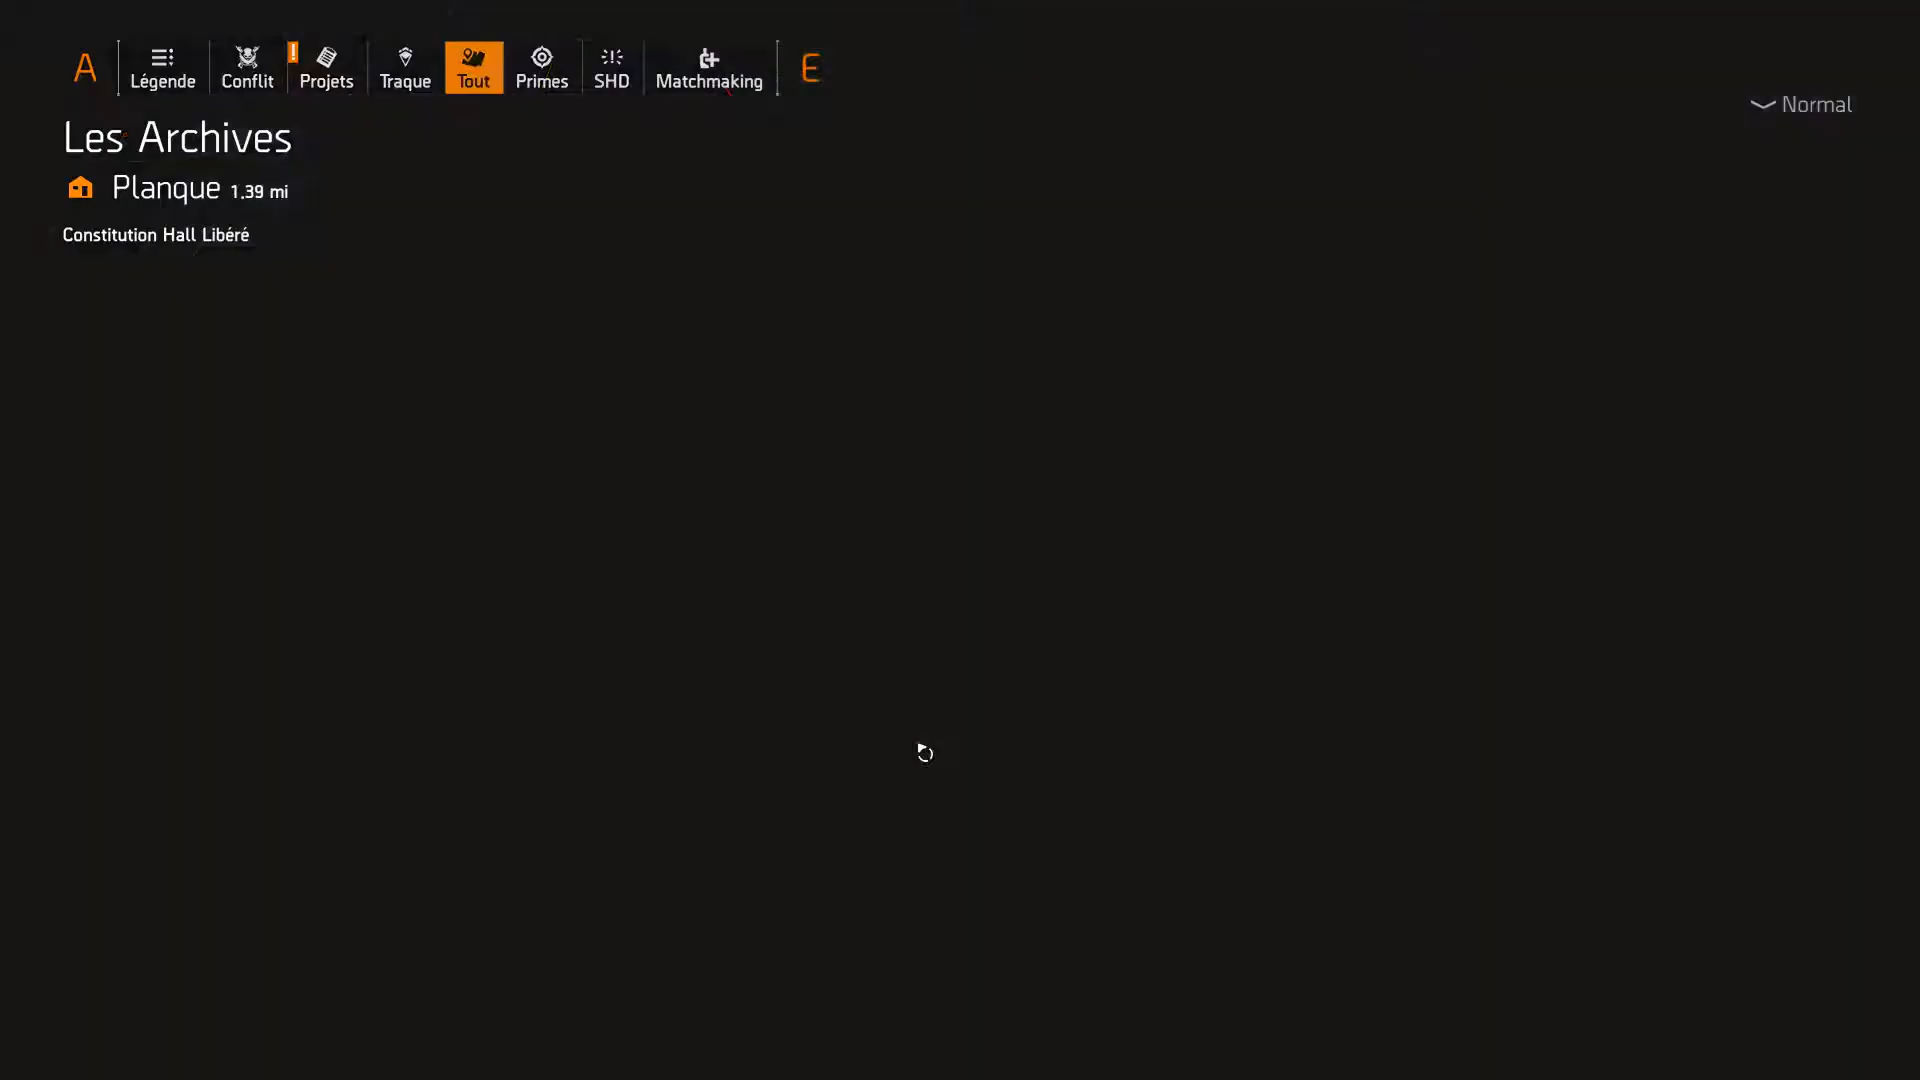 A Légende Conflit ! Projets Traque Tout Primes SHD Matchmaking E
Normal
Les Archives
Planque 1.39 mi
Constitution Hall Libéré